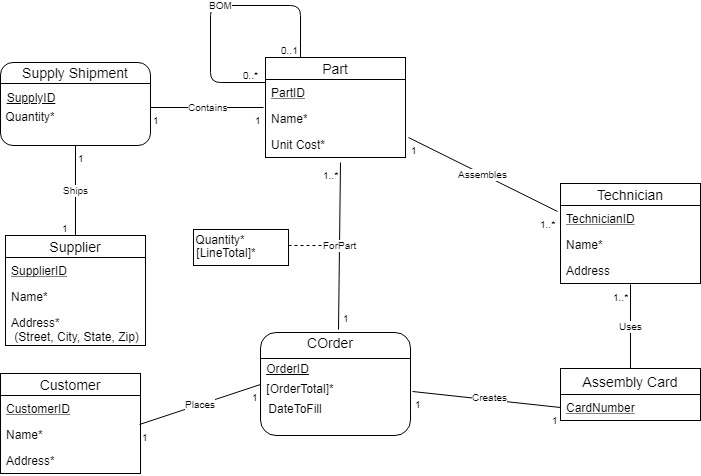 BOM
0..1
0..*
Supply Shipment
SupplyID
Quantity*
1
Contains
1
Part
PartID
Name*
Unit Cost*
1
Ships
1
1..*
1
Assembles
1..*
Technician
TechnicianID
Name*
Address
Supplier
SupplierID
Name*
Address*
(Street, City, State, Zip)
Quantity*
[LineTotal]*
ForPart
1
1..*
Uses
COrder
OrderID
[OrderTotal]*
DateToFill
Customer
CustomerID
Name*
Address*
1
Places
1
1
Creates
1
Assembly Card
CardNumber